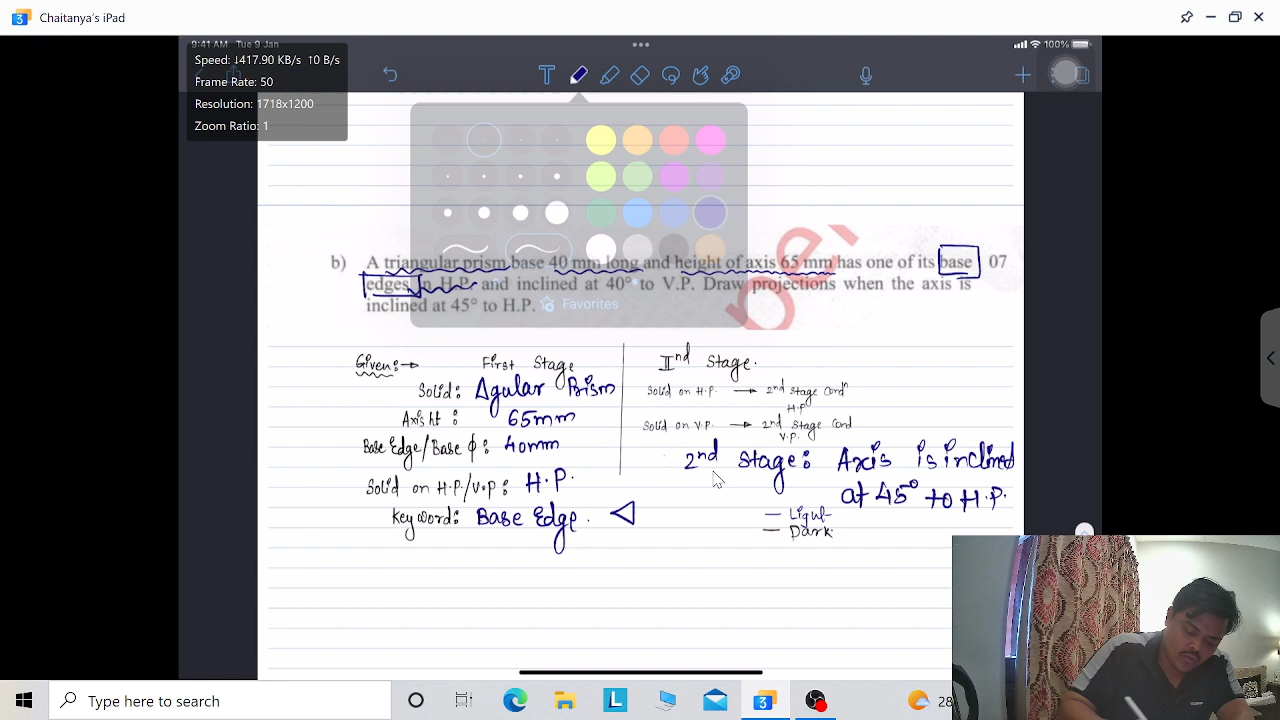 Chaitanya's iPad
9:41 AM Tue 9 Jan
100%
Speed: ↓417.90 KB/s ↑0 B/s
Frame Rate: 50
Resolution: 1718x1200
Zoom Ratio: 1
b) A triangular prism base 40 mm long and height of axis 65 mm has one of its base 07
edges in H.P. and inclined at 40° to V.P. Draw projections when the axis is
inclined at 45° to H.P.
Favorites
Given:→ First Stage
Solid: Δgular Prism
Axis ht : 65mm
Base Edge/Base ϕ: 40mm
Solid on H.P/V.P: H.P.
Keyword: Base Edge. ◁
IInd Stage.
Solid on H.P. → 2nd Stage Condn
H.P
Solid on V.P. → 2nd Stage Cond
V.P.
2nd Stage: Axis is inclined
at 45° to H.P.
— Light
— Dark
Type here to search
28